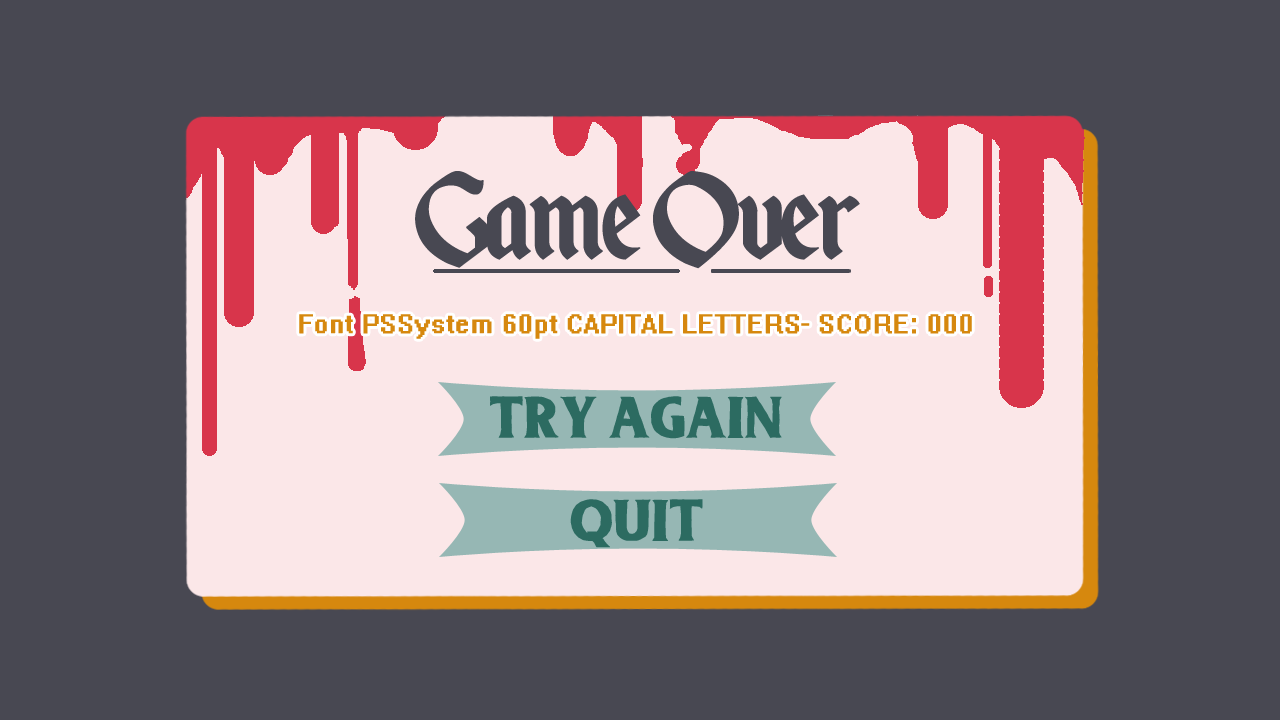 Game Over
Font PSSystem 60pt CAPITAL LETTERS- SCORE: 000
TRY AGAIN
QUIT